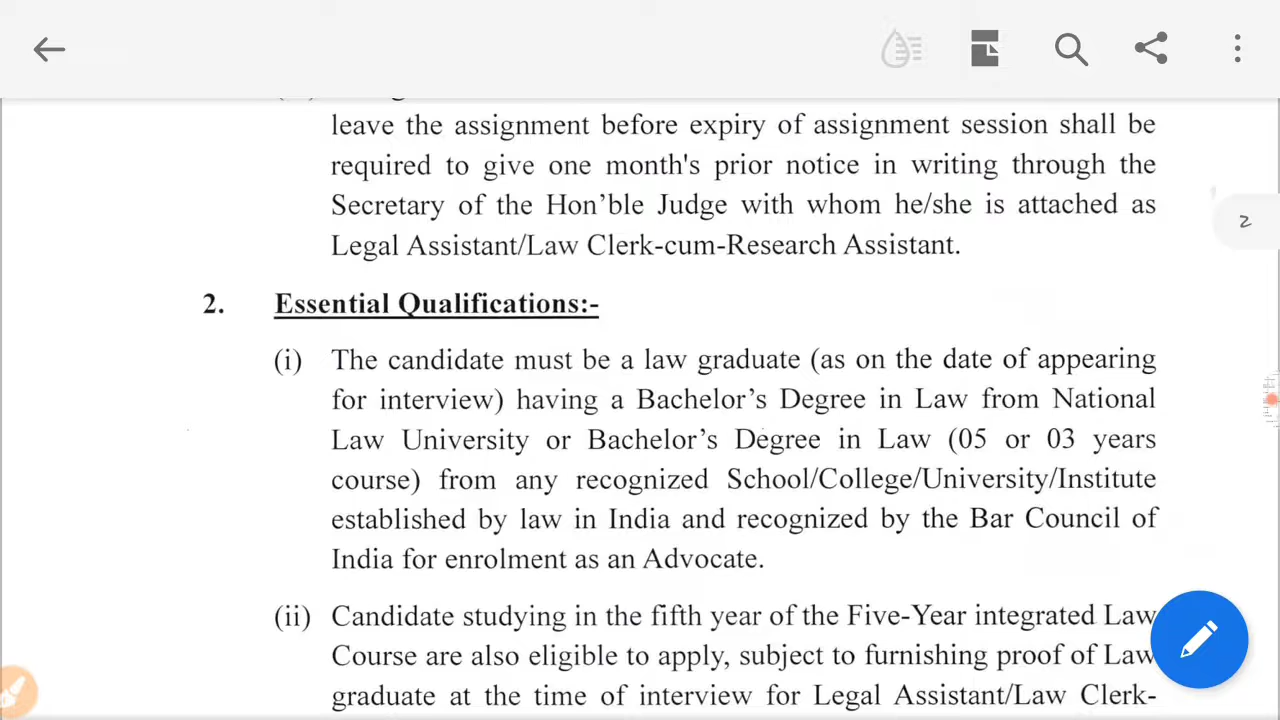 leave the assignment before expiry of assignment session shall be
required to give one month's prior notice in writing through the
Secretary of the Hon'ble Judge with whom he/she is attached as
Legal Assistant/Law Clerk-cum-Research Assistant.
2
2. Essential Qualifications:-
(i) The candidate must be a law graduate (as on the date of appearing
for interview) having a Bachelor's Degree in Law from National
Law University or Bachelor's Degree in Law (05 or 03 years
course) from any recognized School/College/University/Institute
established by law in India and recognized by the Bar Council of
India for enrolment as an Advocate.
(ii) Candidate studying in the fifth year of the Five-Year integrated Law
Course are also eligible to apply, subject to furnishing proof of Law
graduate at the time of interview for Legal Assistant/Law Clerk-